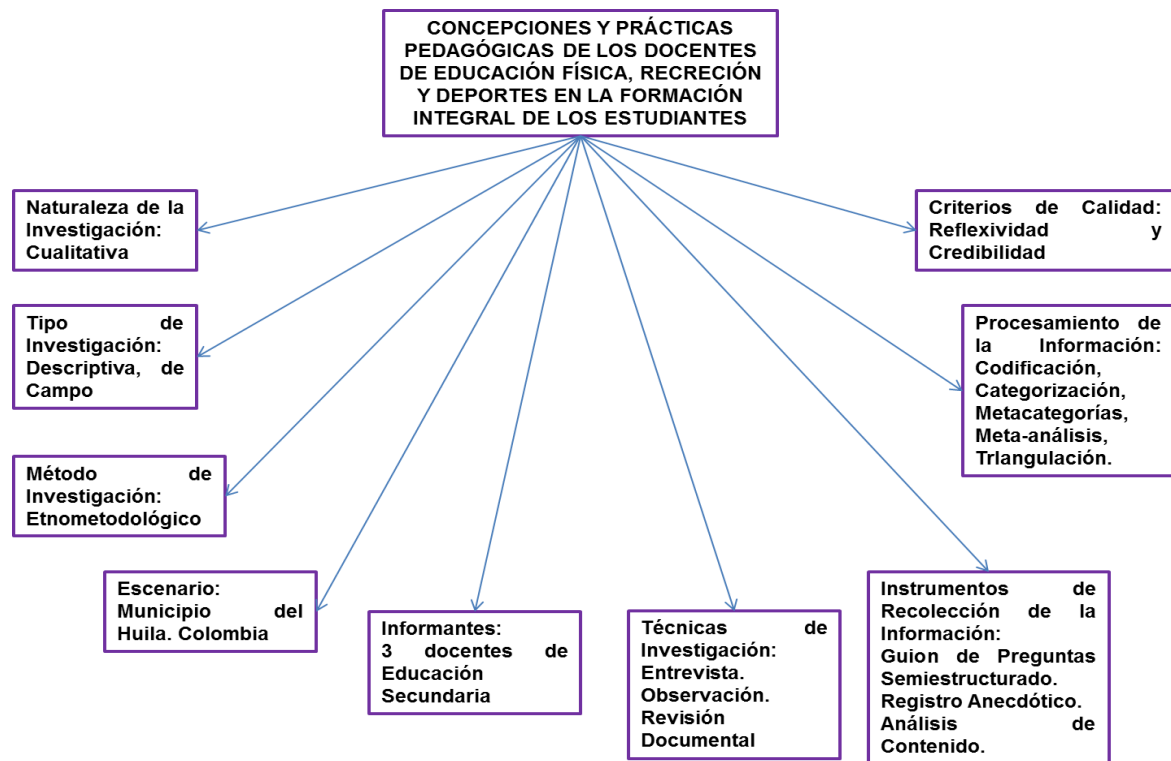 CONCEPCIONES Y PRÁCTICAS
PEDAGÓGICAS DE LOS DOCENTES
DE EDUCACIÓN FÍSICA, RECRECIÓN
Y DEPORTES EN LA FORMACIÓN
INTEGRAL DE LOS ESTUDIANTES
Naturaleza de la
Investigación:
Cualitativa
Tipo de
Investigación:
Descriptiva, de
Campo
Método de
Investigación:
Etnometodológico
Escenario:
Municipio del
Huila. Colombia
Informantes:
3 docentes de
Educación
Secundaria
Técnicas de
Investigación:
Entrevista.
Observación.
Revisión
Documental
Instrumentos de
Recolección de la
Información:
Guion de Preguntas
Semiestructurado.
Registro Anecdótico.
Análisis de
Contenido.
Procesamiento de
la Información:
Codificación,
Categorización,
Metacategorías,
Meta-análisis,
TrIangulación.
Criterios de Calidad:
Reflexividad y
Credibilidad